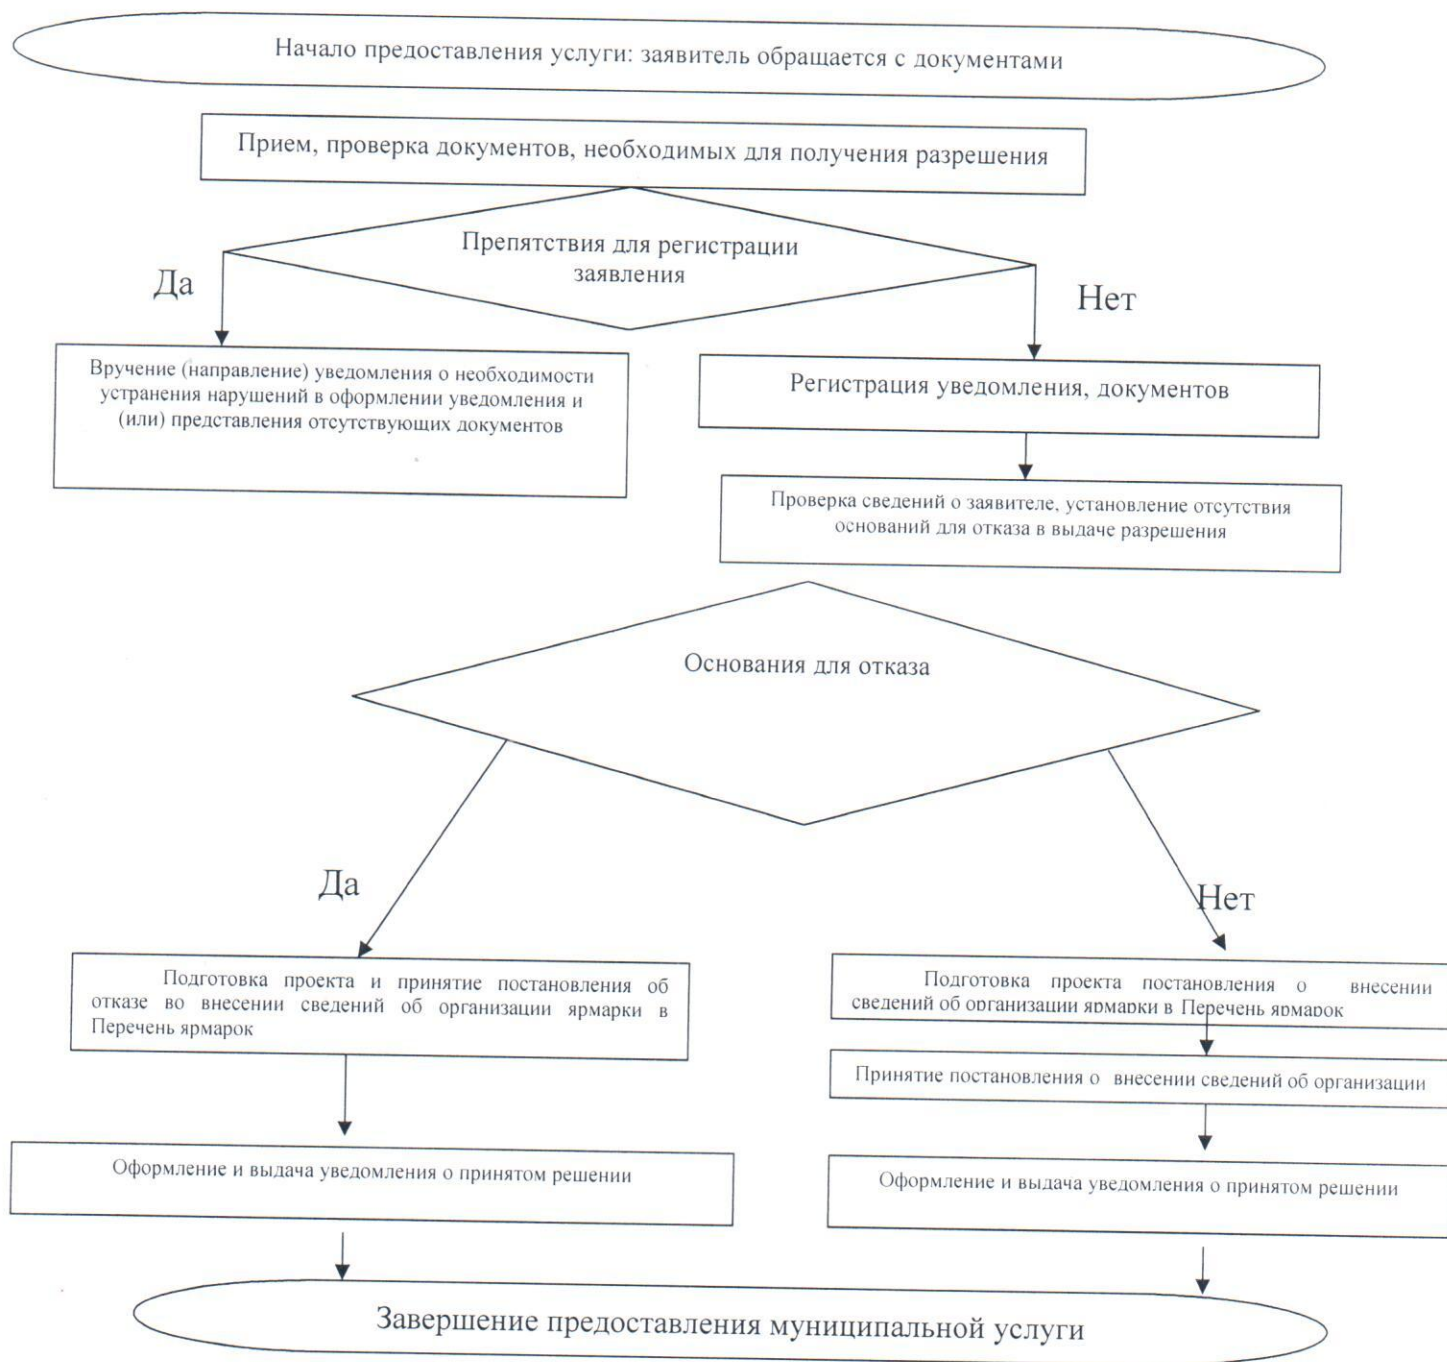 Начало предоставления услуги: заявитель обращается с документами
Прием, проверка документов, необходимых для получения разрешения
Препятствия для регистрации
заявления
Да
Нет
Вручение (направление) уведомления о необходимости
устранения нарушений в оформлении уведомления и
(или) представления отсутствующих документов
Регистрация уведомления, документов
Проверка сведений о заявителе, установление отсутствия
оснований для отказа в выдаче разрешения
Основания для отказа
Да
Нет
Подготовка проекта и принятие постановления об
отказе во внесении сведений об организации ярмарки в
Перечень ярмарок
Подготовка проекта постановления о внесении
сведений об организации ярмарки в Перечень ярмарок
Принятие постановления о внесении сведений об организации
Оформление и выдача уведомления о принятом решении
Оформление и выдача уведомления о принятом решении
Завершение предоставления муниципальной услуги